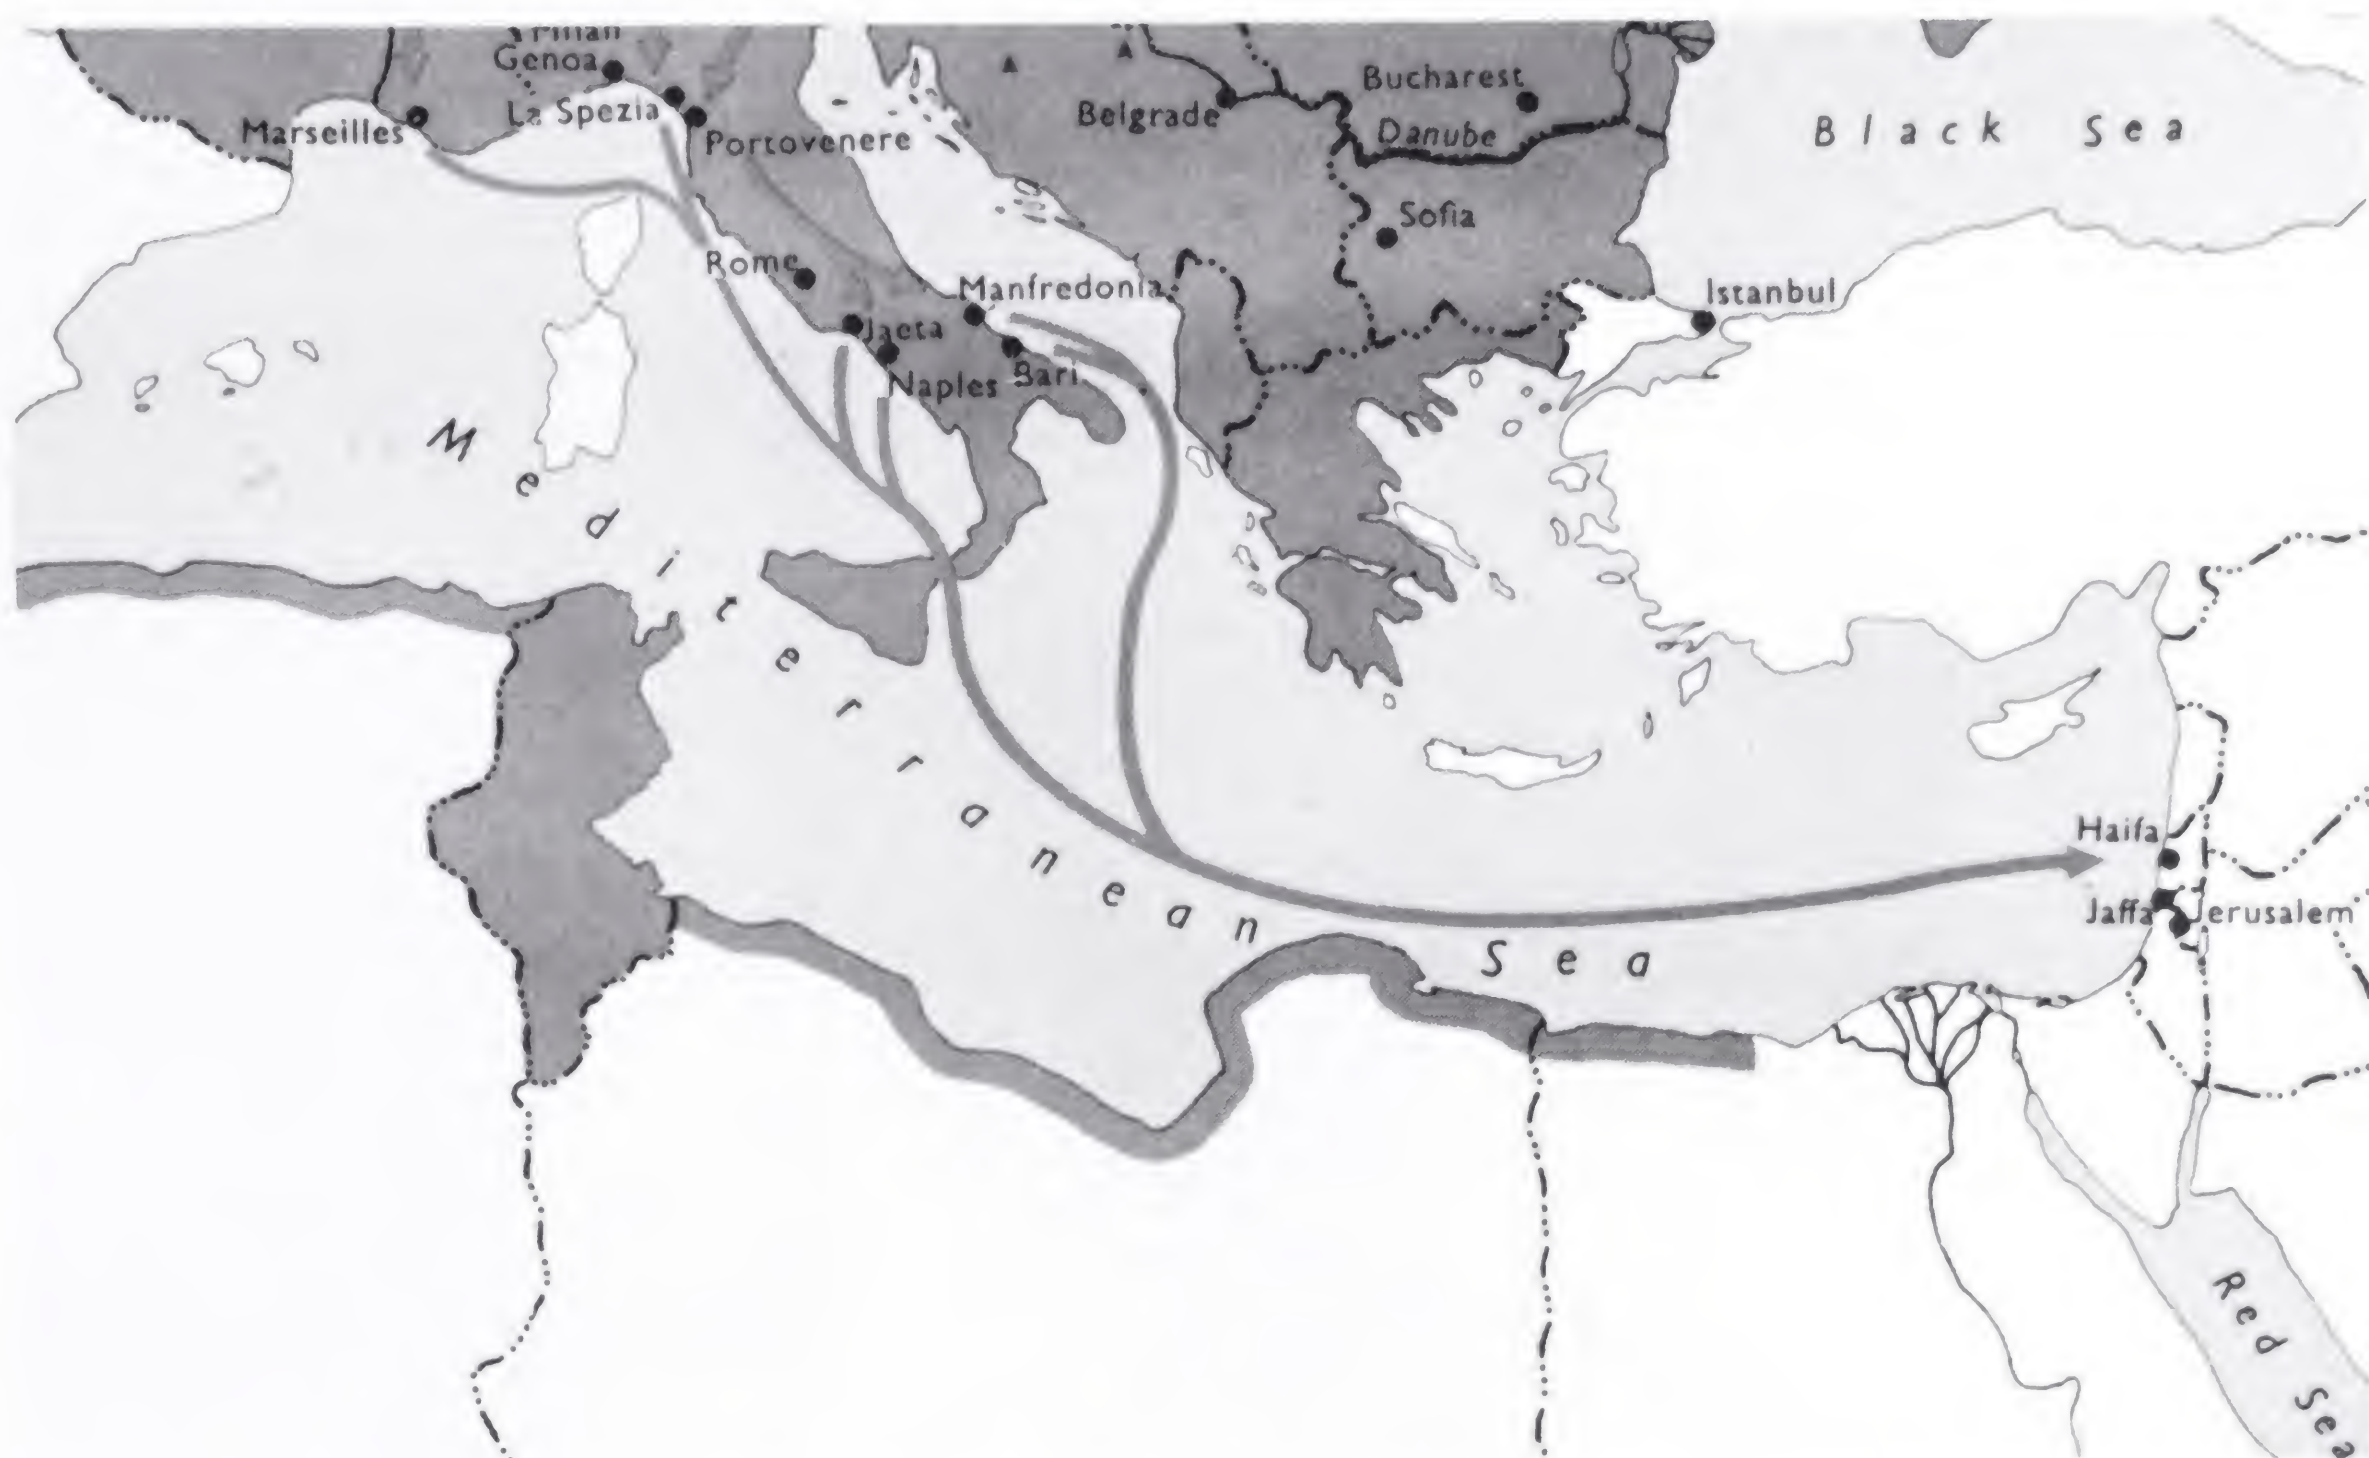 Genoa
La Spezia
Marseilles
Portovenere
Belgrade
Bucharest
Danube
Black Sea
Sofia
Rome
Manfredonia
Istanbul
Jaeta
Naples
Bari
Mediterranean Sea
Haifa
Jaffa
Jerusalem
Red Sea